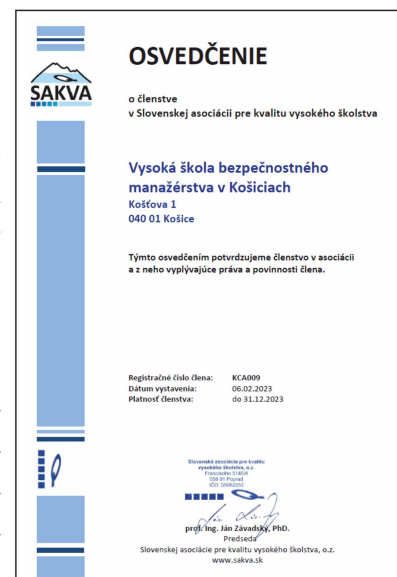 SAKVA
OSVEDČENIE
o členstve
v Slovenskej asociácii pre kvalitu vysokého školstva
Vysoká škola bezpečnostného
manažérstva v Košiciach
Košťova 1
040 01 Košice
Týmto osvedčením potvrdzujeme členstvo v asociácii
a z neho vyplývajúce práva a povinnosti člena.
Registračné číslo člena: KCA009
Dátum vystavenia: 06.02.2023
Platnosť členstva: do 31.12.2023
Slovenská asociácia pre kvalitu
vysokého školstva, o.z.
058 01 Poprad
prof. Ing. Ján Závadský, PhD.
Predseda
Slovenskej asociácie pre kvalitu vysokého školstva, o.z.
www.sakva.sk